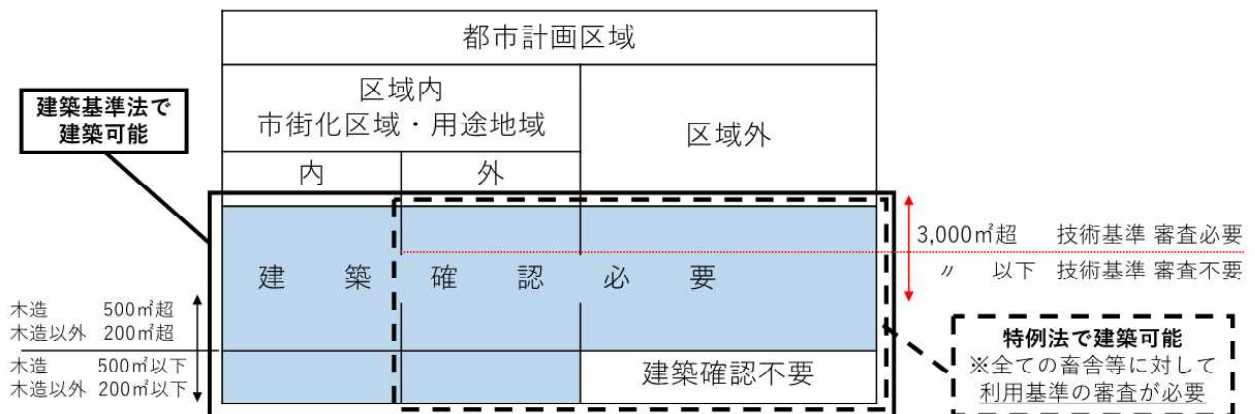 都市計画区域
区域内
市街化区域・用途地域
区域外
内
外
建築基準法で
建築可能
建築確認必要
3,000㎡超 技術基準 審査必要
〃 以下 技術基準 審査不要
木造 500㎡超
木造以外 200㎡超
木造 500㎡以下
木造以外 200㎡以下
建築確認不要
特例法で建築可能
※全ての畜舎等に対して
利用基準の審査が必要